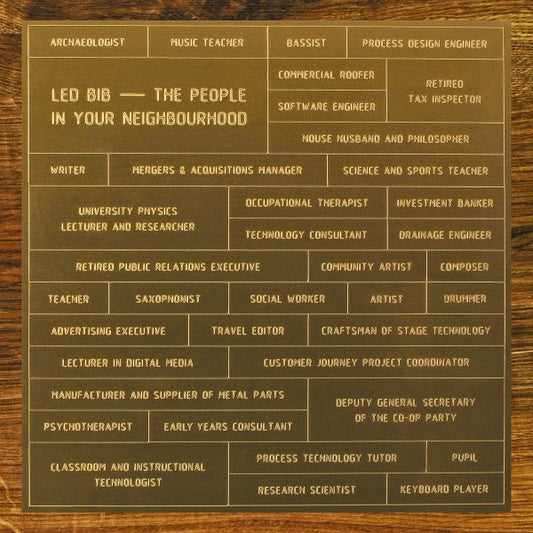 ARCHAEOLOGIST
MUSIC TEACHER
BASSIST
PROCESS DESIGN ENGINEER
LED BIB — THE PEOPLE
IN YOUR NEIGHBOURHOOD
COMMERCIAL ROOFER
SOFTWARE ENGINEER
RETIRED
TAX INSPECTOR
HOUSE HUSBAND AND PHILOSOPHER
WRITER
MERGERS & ACQUISITIONS MANAGER
SCIENCE AND SPORTS TEACHER
UNIVERSITY PHYSICS
LECTURER AND RESEARCHER
OCCUPATIONAL THERAPIST
INVESTMENT BANKER
TECHNOLOGY CONSULTANT
DRAINAGE ENGINEER
RETIRED PUBLIC RELATIONS EXECUTIVE
COMMUNITY ARTIST
COMPOSER
TEACHER
SAXOPHONIST
SOCIAL WORKER
ARTIST
DRUMMER
ADVERTISING EXECUTIVE
TRAVEL EDITOR
CRAFTSMAN OF STAGE TECHNOLOGY
LECTURER IN DIGITAL MEDIA
CUSTOMER JOURNEY PROJECT COORDINATOR
MANUFACTURER AND SUPPLIER OF METAL PARTS
DEPUTY GENERAL SECRETARY
OF THE CO-OP PARTY
PSYCHOTHERAPIST
EARLY YEARS CONSULTANT
CLASSROOM AND INSTRUCTIONAL
TECHNOLOGIST
PROCESS TECHNOLOGY TUTOR
PUPIL
RESEARCH SCIENTIST
KEYBOARD PLAYER